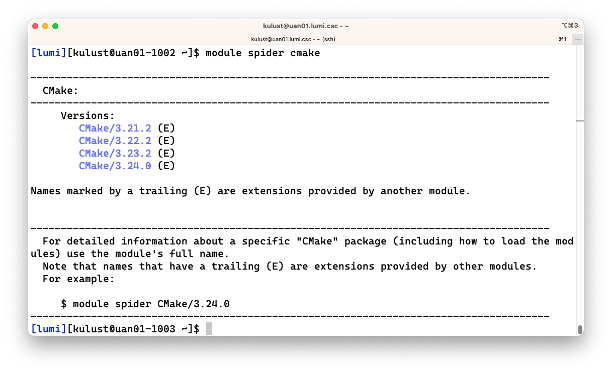 kulust@uan01.lumi.csc - ~
⌥⌘3
kulust@uan01.lumi.csc - ~ (ssh)
⌘1
[lumi][kulust@uan01-1002 ~]$ module spider cmake
--------------------------------------------------------------------------------------
CMake:
--------------------------------------------------------------------------------------
Versions:
CMake/3.21.2 (E)
CMake/3.22.2 (E)
CMake/3.23.2 (E)
CMake/3.24.0 (E)
Names marked by a trailing (E) are extensions provided by another module.
--------------------------------------------------------------------------------------
For detailed information about a specific "CMake" package (including how to load the mod
ules) use the module's full name.
Note that names that have a trailing (E) are extensions provided by other modules.
For example:
$ module spider CMake/3.24.0
--------------------------------------------------------------------------------------
[lumi][kulust@uan01-1003 ~]$